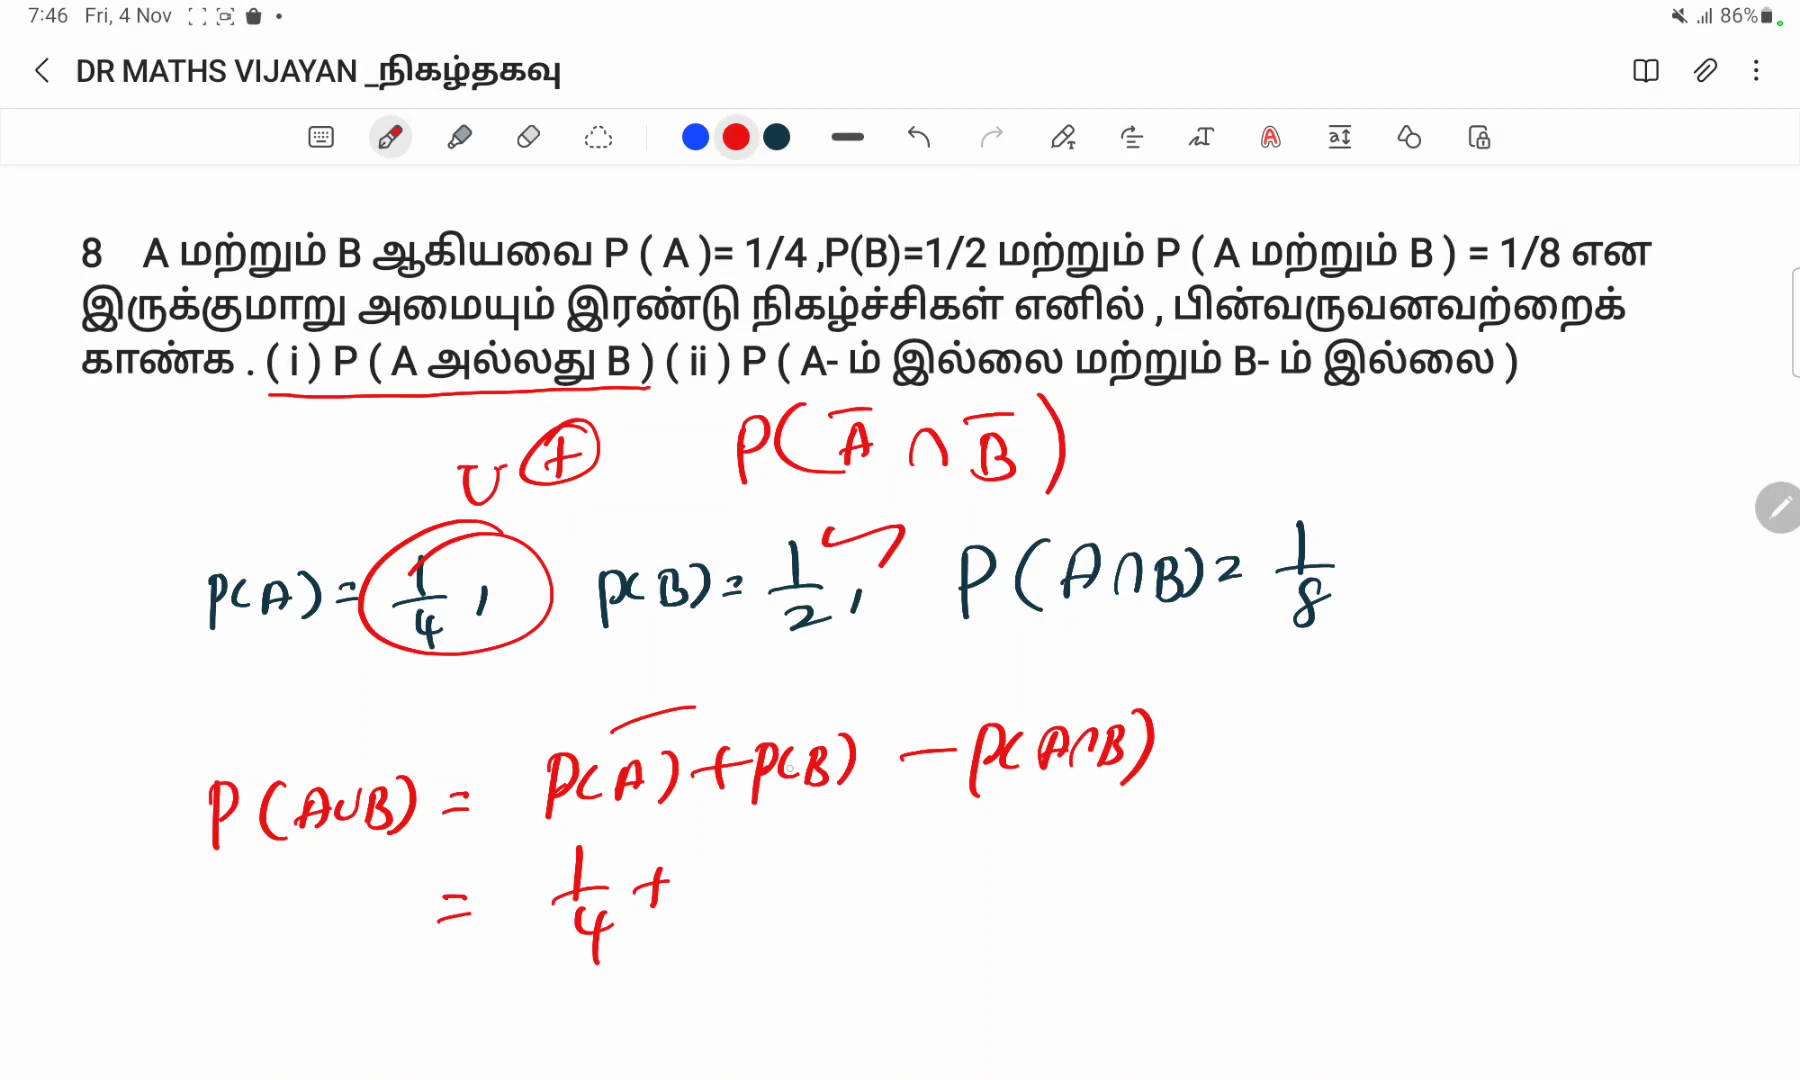 7:46 Fri, 4 Nov 86%
DR MATHS VIJAYAN _நிகழ்தகவு
8 A மற்றும் B ஆகியவை P ( A )= 1/4 ,P(B)=1/2 மற்றும் P ( A மற்றும் B ) = 1/8 என
இருக்குமாறு அமையும் இரண்டு நிகழ்ச்சிகள் எனில் , பின்வருவனவற்றைக்
காண்க . ( i ) P ( A அல்லது B ) ( ii ) P ( A- ம் இல்லை மற்றும் B- ம் இல்லை )
∪ + P(A̅ ∩ B̅)
P(A) = 1/4 , P(B) = 1/2 , P(A∩B) = 1/8
P(A∪B) = P(A) + P(B) − P(A∩B)
= 1/4 +